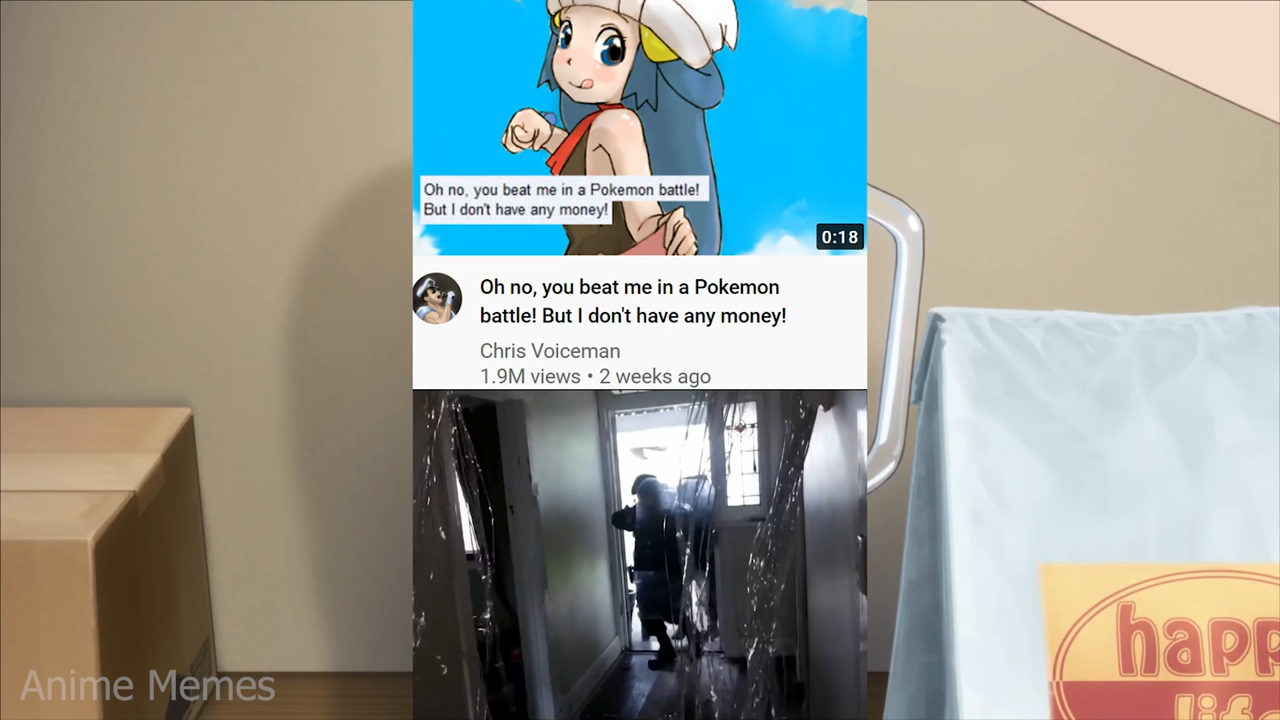 Oh no, you beat me in a Pokemon battle!
But I don't have any money!
0:18
Oh no, you beat me in a Pokemon
battle! But I don't have any money!
Chris Voiceman
1.9M views • 2 weeks ago
Anime Memes
happ
life